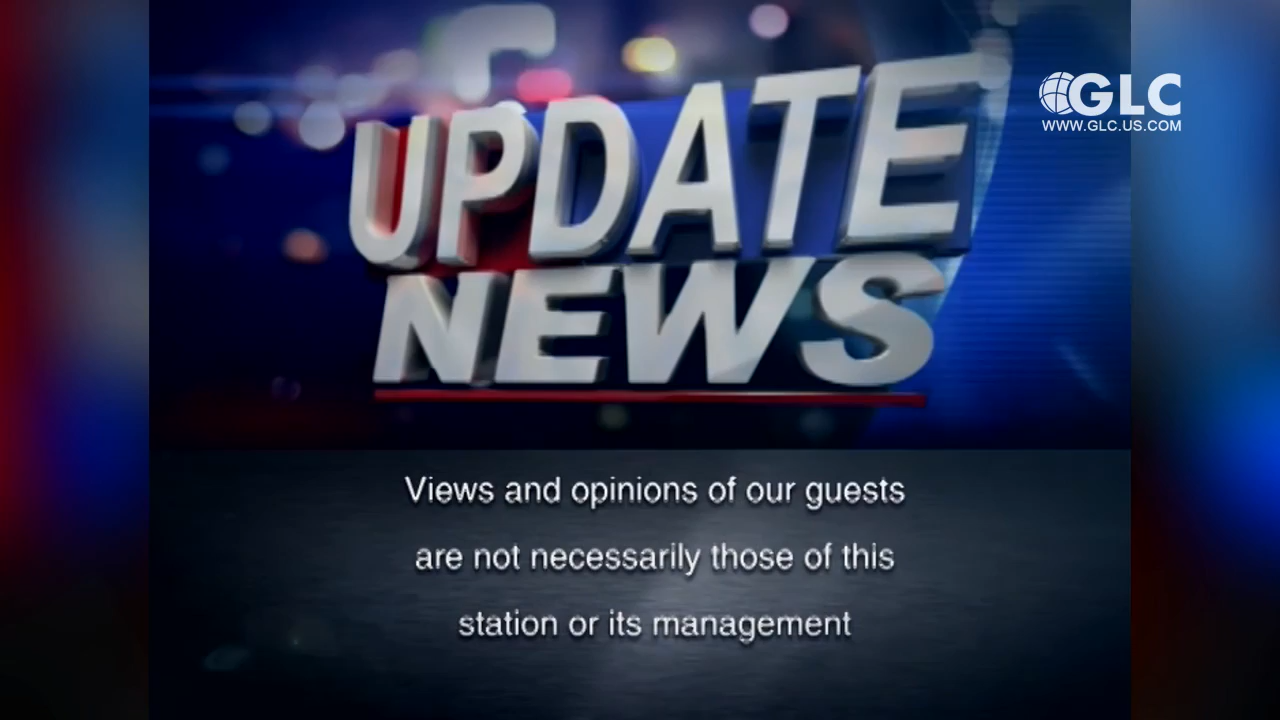 GLC
WWW.GLC.US.COM
UPDATE
NEWS
Views and opinions of our guests
are not necessarily those of this
station or its management